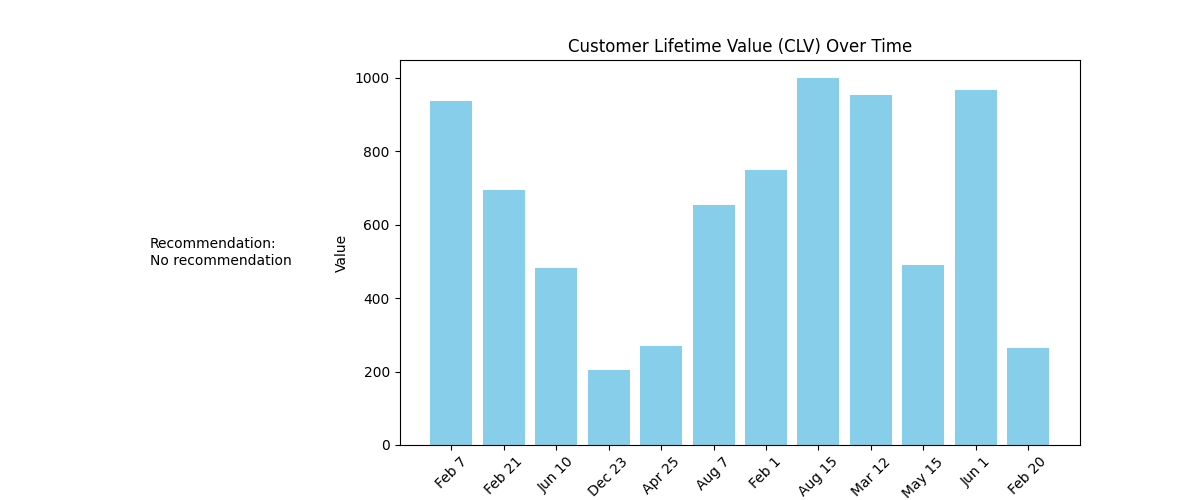 Customer Lifetime Value (CLV) Over Time
Recommendation:
No recommendation
Value
1000
800
600
400
200
0
Feb 7
Feb 21
Jun 10
Dec 23
Apr 25
Aug 7
Feb 1
Aug 15
Mar 12
May 15
Jun 1
Feb 20